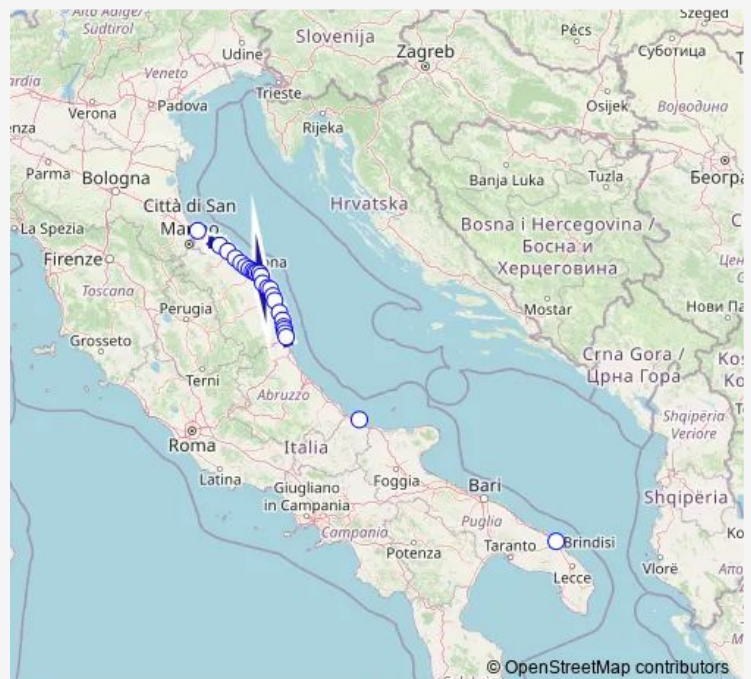 Alto Adige/
Südtirol
Szeged
Slovenija
Pécs
Udine
Zagreb
Суботица
Veneto
Trieste
Verona
Padova
Rijeka
Osijek
Војводина
Parma
Bologna
Banja Luka
Tuzla
Città di San
Hrvatska
La Spezia
Bosna i Hercegovina /
Босна и
Херцеговина
Firenze
Toscana
Perugia
Mostar
Grosseto
Terni
Crna Gora /
Црна Гора
Abruzzo
Roma
Italia
Shqipëria
Veriore
Latina
Foggia
Bari
Giugliano
in Campania
Shqipëria
Campania
Puglia
Potenza
Taranto
Brindisi
Vlorë
Lecce
© OpenStreetMap contributors